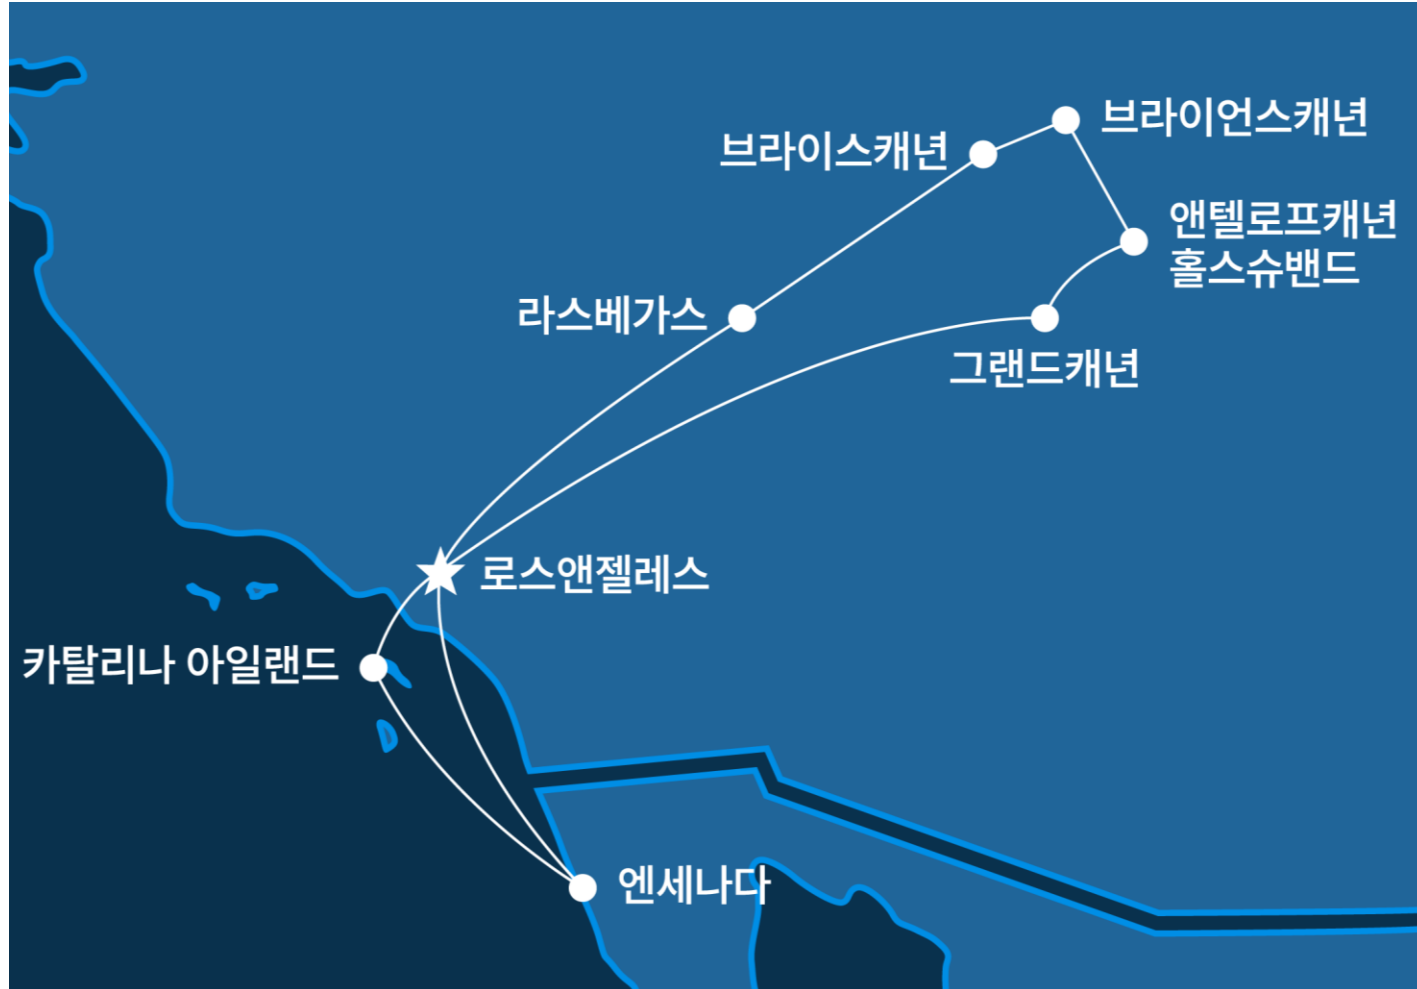 브라이언스캐년
브라이스캐년
앤텔로프캐년
홀스슈밴드
라스베가스
그랜드캐년
로스앤젤레스
카탈리나 아일랜드
엔세나다